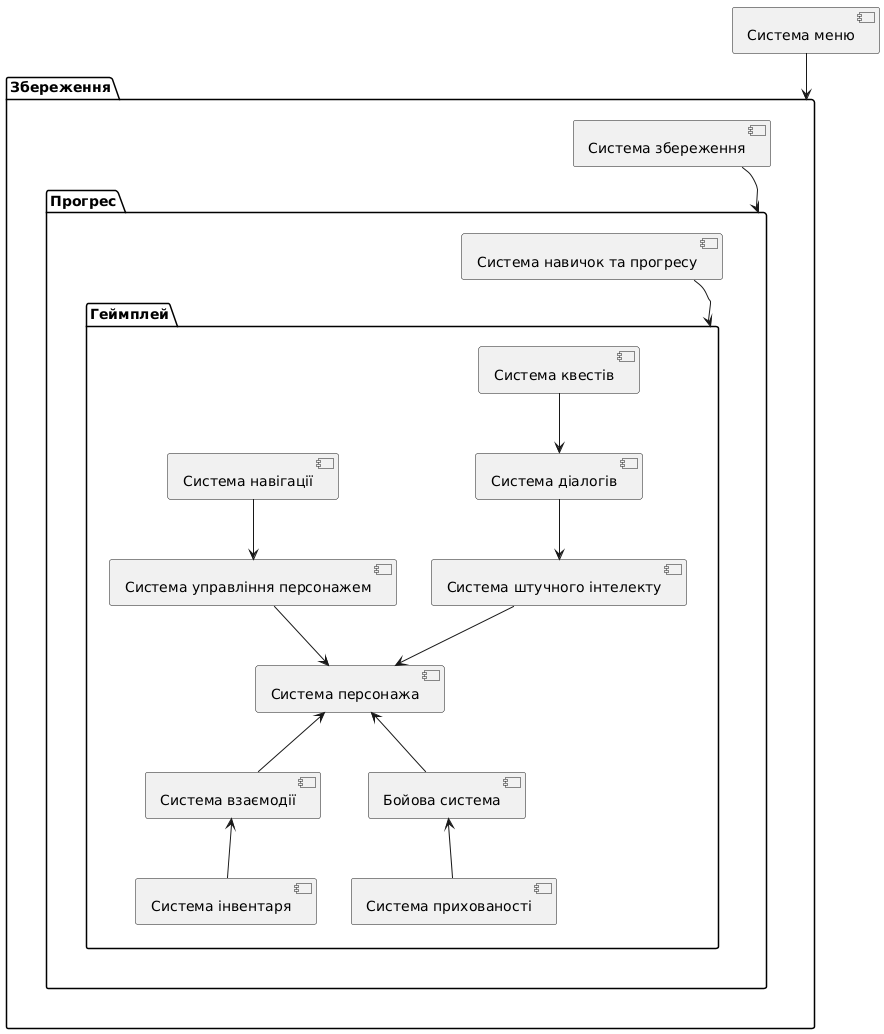 Система меню
Збереження
Система збереження
Прогрес
Система навичок та прогресу
Геймплей
Система квестів
Система навігації
Система діалогів
Система управління персонажем
Система штучного інтелекту
Система персонажа
Система взаємодії
Бойова система
Система інвентаря
Система прихованості